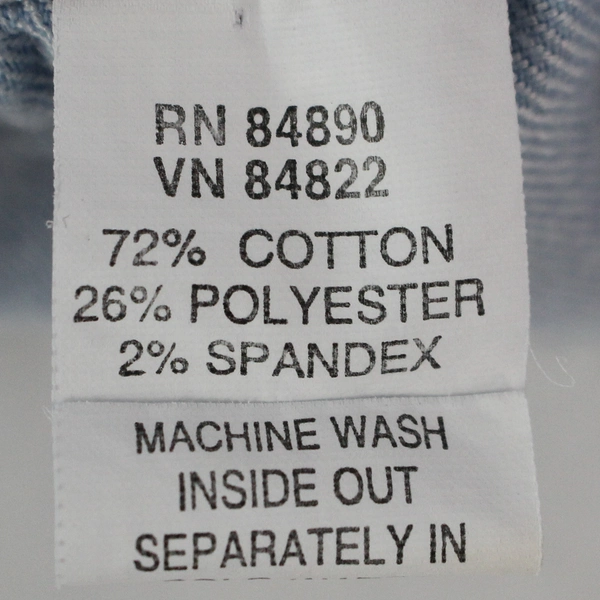 RN 84890
VN 84822
72% COTTON
26% POLYESTER
2% SPANDEX
MACHINE WASH
INSIDE OUT
SEPARATELY IN